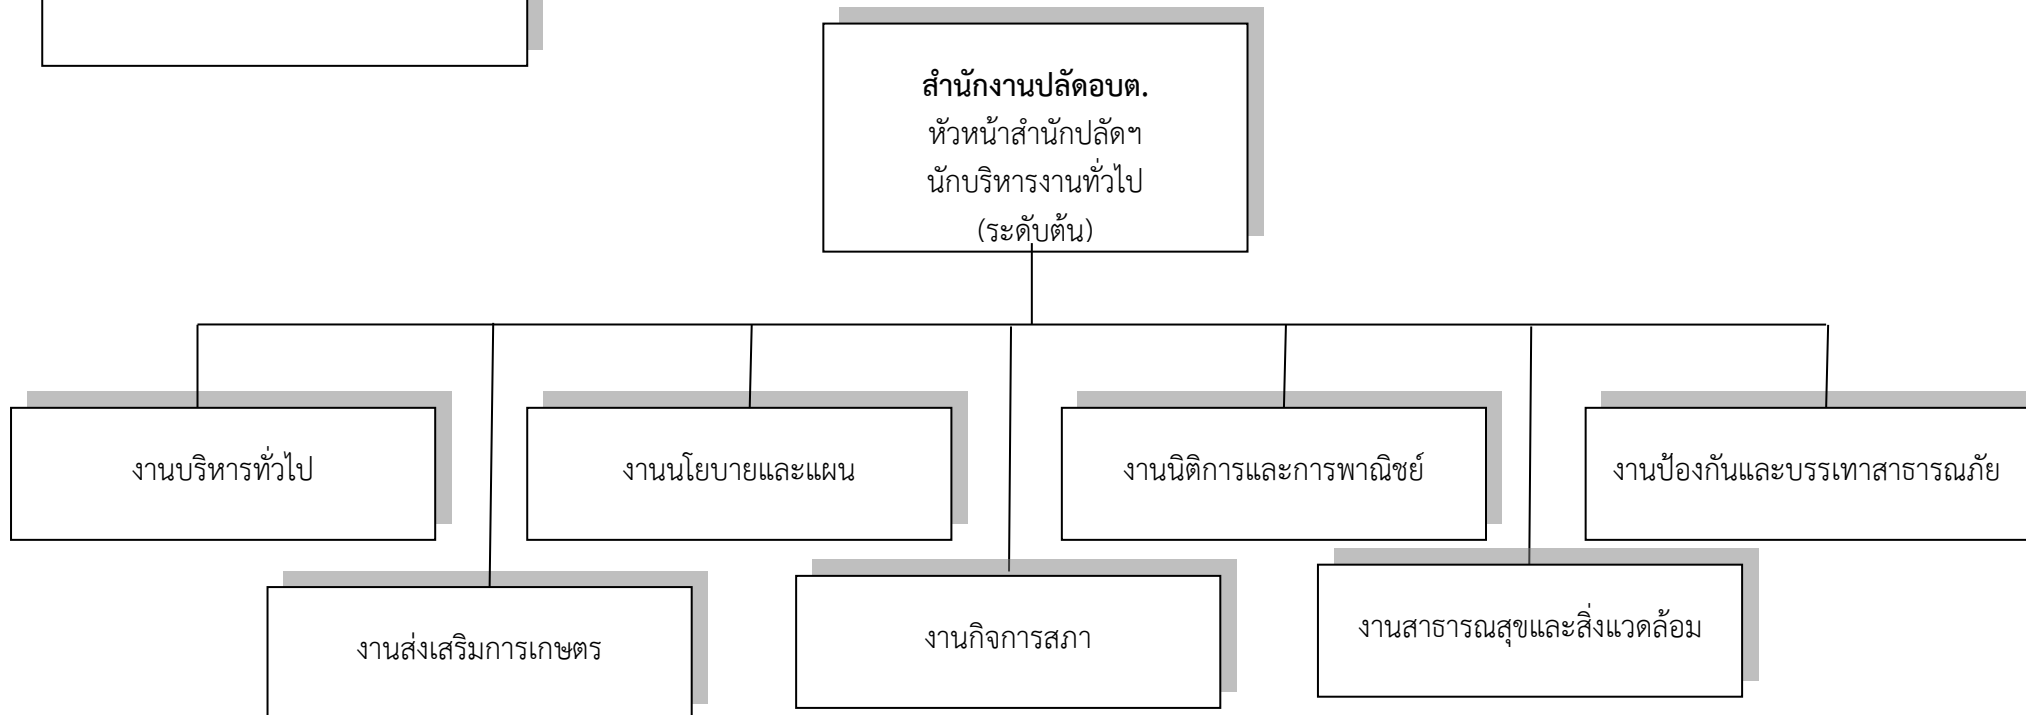 สำนักงานปลัดอบต.
หัวหน้าสำนักปลัดฯ
นักบริหารงานทั่วไป
(ระดับต้น)
งานบริหารทั่วไป
งานนโยบายและแผน
งานนิติการและการพาณิชย์
งานป้องกันและบรรเทาสาธารณภัย
งานส่งเสริมการเกษตร
งานกิจการสภา
งานสาธารณสุขและสิ่งแวดล้อม